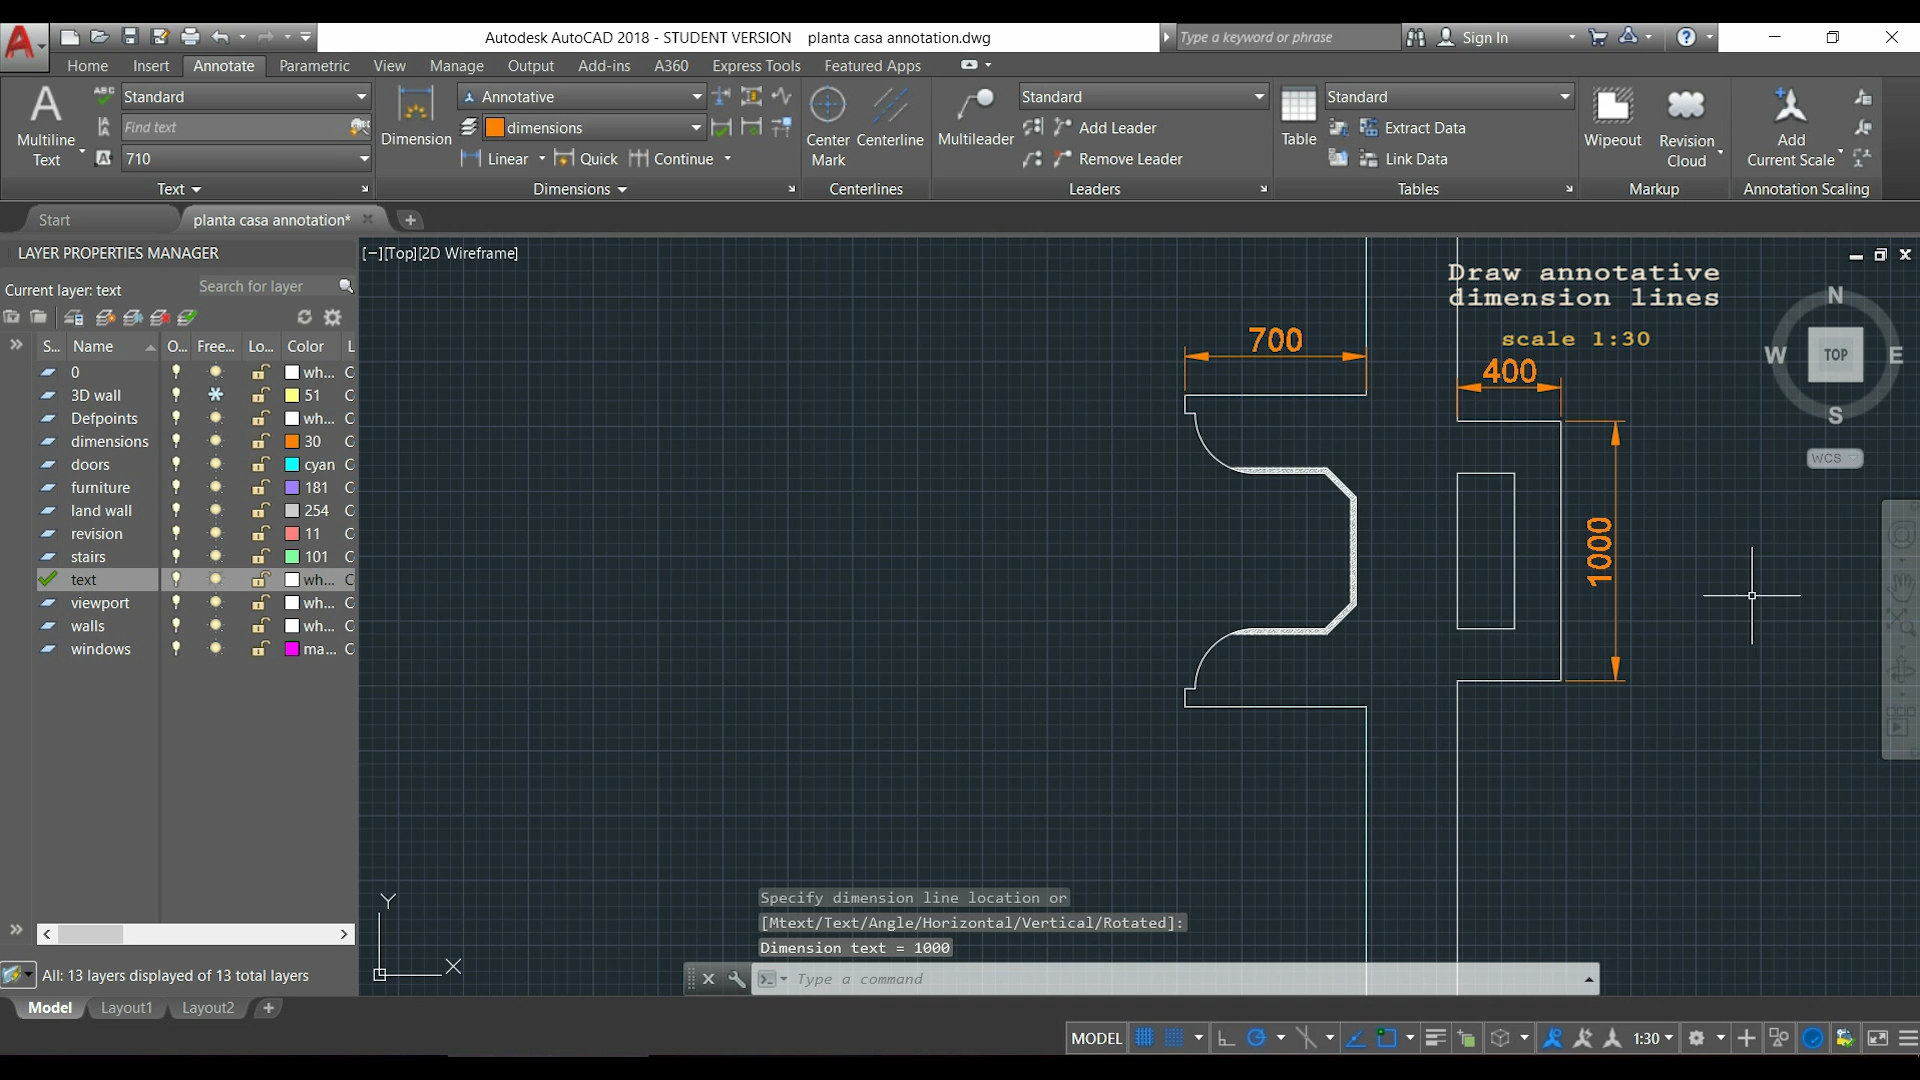 Autodesk AutoCAD 2018 - STUDENT VERSION planta casa annotation.dwg
Type a keyword or phrase
Sign In
Home Insert Annotate Parametric View Manage Output Add-ins A360 Express Tools Featured Apps
Multiline Text
Standard
Find text
710
Text
Dimension
Annotative
dimensions
Linear Quick Continue
Dimensions
Center Mark
Centerline
Centerlines
Multileader
Standard
Add Leader
Remove Leader
Leaders
Table
Standard
Extract Data
Link Data
Tables
Wipeout
Revision Cloud
Markup
Add Current Scale
Annotation Scaling
Start
planta casa annotation*
LAYER PROPERTIES MANAGER
Current layer: text
Search for layer
S... Name O... Free... Lo... Color L
0 wh... C
3D wall 51 C
Defpoints wh... C
dimensions 30 C
doors cyan C
furniture 181 C
land wall 254 C
revision 11 C
stairs 101 C
text wh... C
viewport wh... C
walls wh... C
windows ma... C
All: 13 layers displayed of 13 total layers
[−][Top][2D Wireframe]
Draw annotative
dimension lines
scale 1:30
700
400
1000
N
W TOP E
S
WCS
Y
X
Specify dimension line location or
[Mtext/Text/Angle/Horizontal/Vertical/Rotated]:
Dimension text = 1000
Type a command
Model Layout1 Layout2
MODEL
1:30